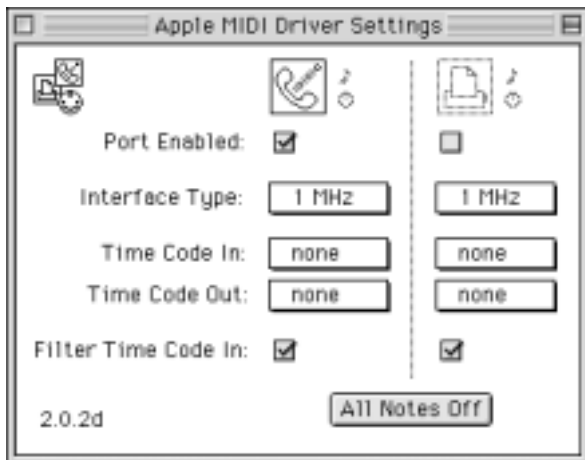 Apple MIDI Driver Settings
Port Enabled:
Interface Type: 1 MHz 1 MHz
Time Code In: none none
Time Code Out: none none
Filter Time Code In:
2.0.2d All Notes Off